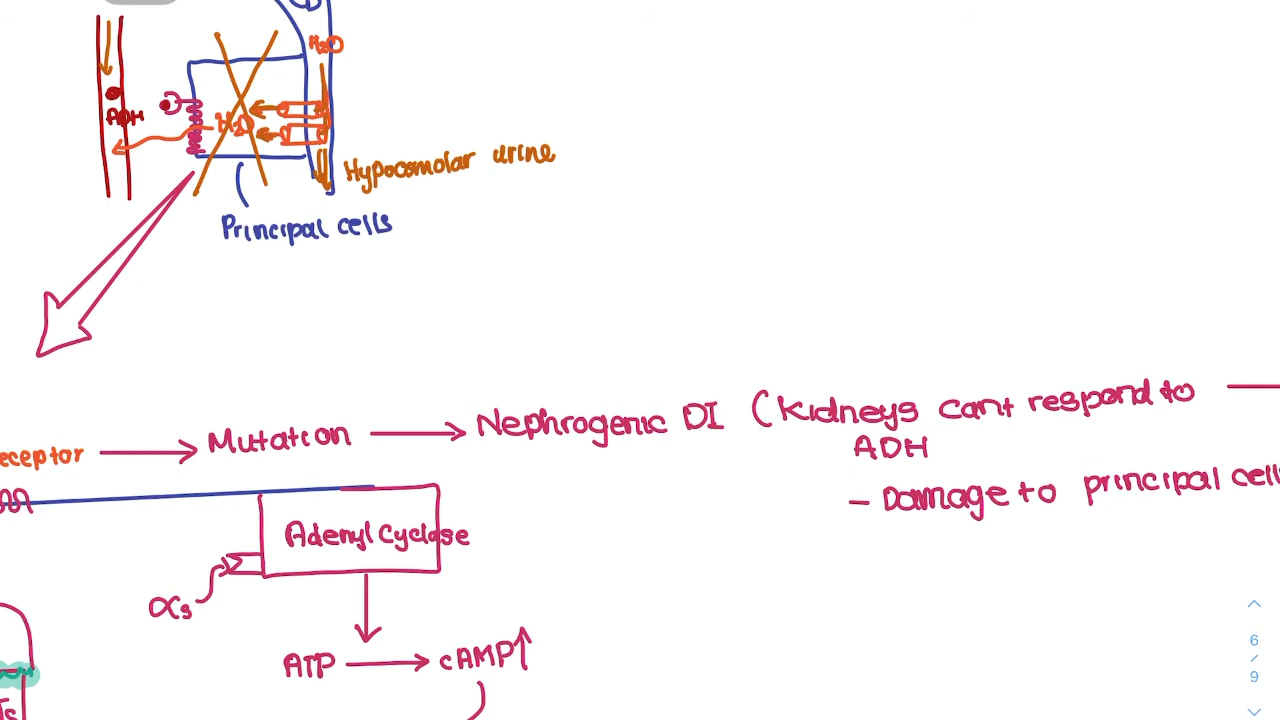 H2O
ADH
H2O
Hypoosmolar urine
Principal cells
Nephrogenic DI (Kidneys cant respond to
ADH
eceptor
Mutation
- Damage to principal cells
Adenyl Cyclase
αs
ATP
cAMP↑
6
/
9